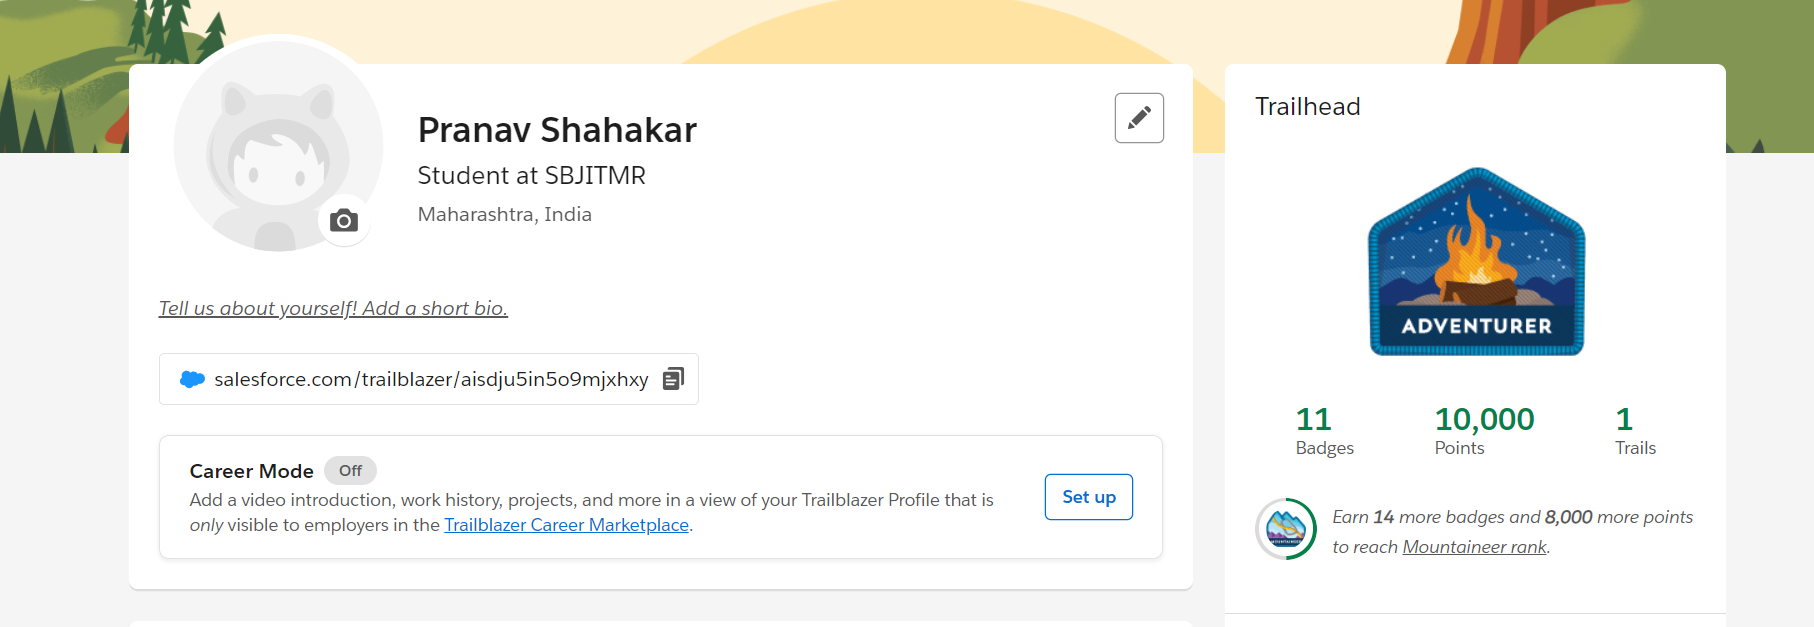 Pranav Shahakar
Student at SBJITMR
Maharashtra, India
Tell us about yourself! Add a short bio.
salesforce.com/trailblazer/aisdju5in5o9mjxhxy
Career Mode Off
Add a video introduction, work history, projects, and more in a view of your Trailblazer Profile that is
only visible to employers in the Trailblazer Career Marketplace.
Set up
Trailhead
ADVENTURER
11 10,000 1
Badges Points Trails
MOUNTAINEER
Earn 14 more badges and 8,000 more points
to reach Mountaineer rank.